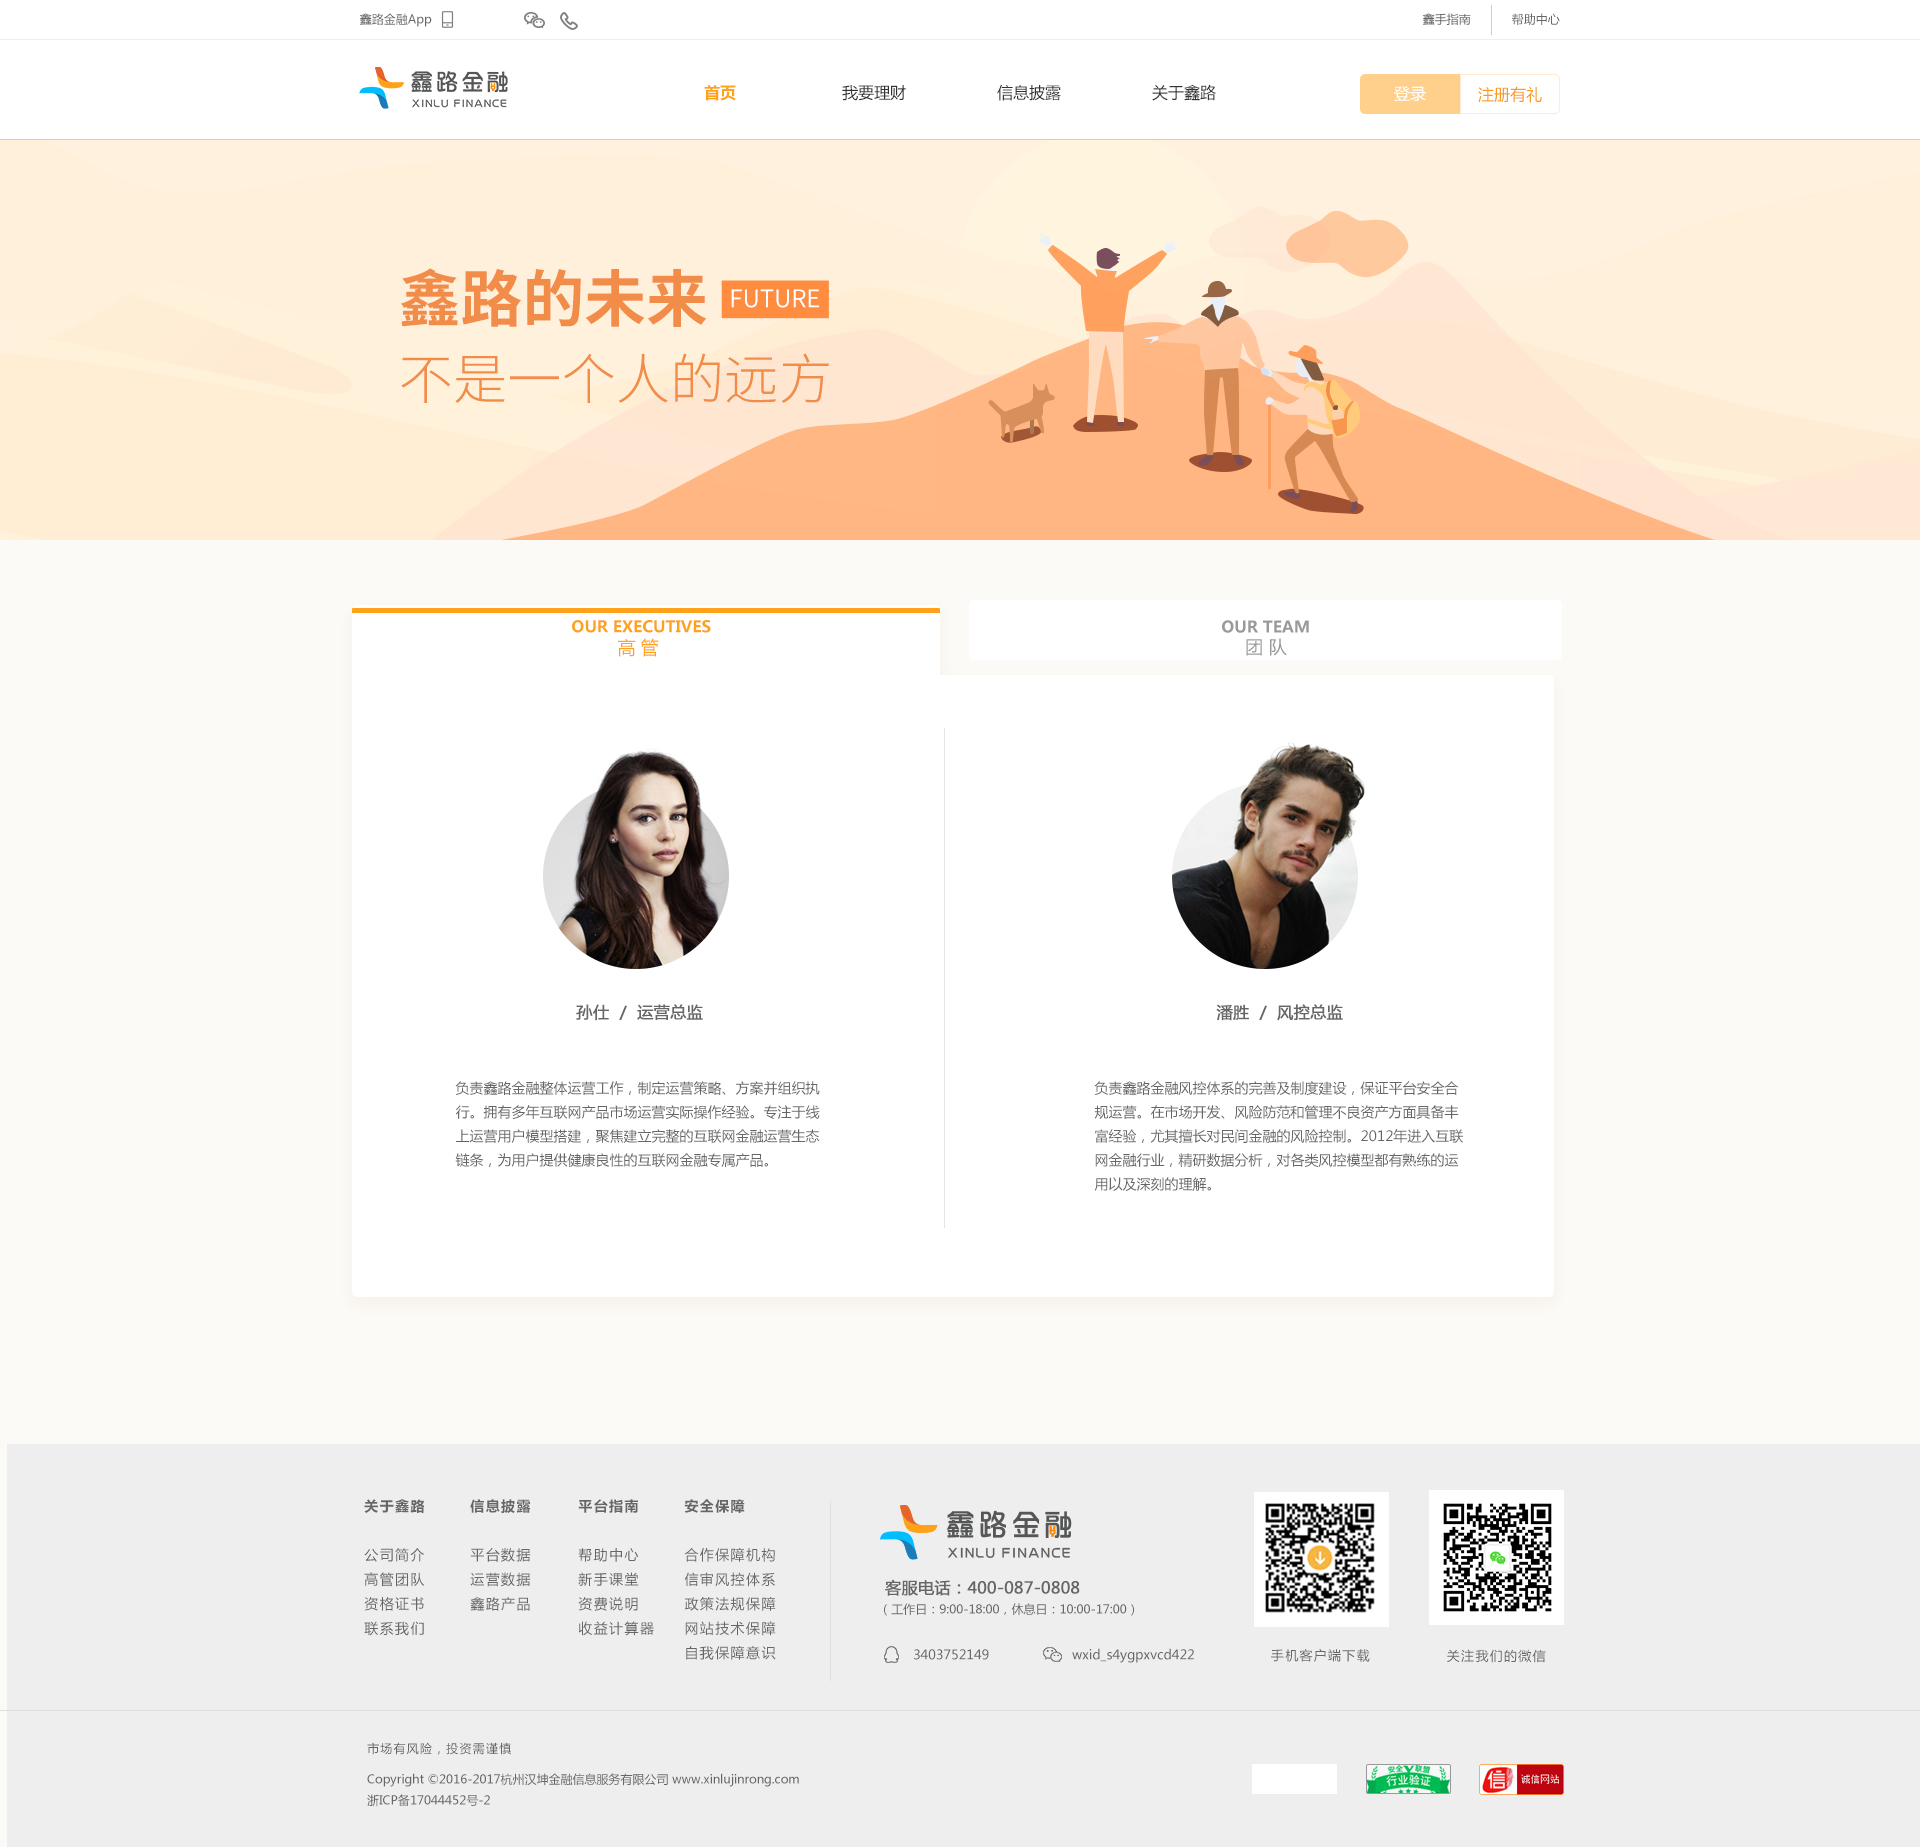 鑫路金融App
鑫手指南
帮助中心
鑫路金融
XINLU FINANCE
首页
我要理财
信息披露
关于鑫路
登录
注册有礼
鑫路的未来 FUTURE
不是一个人的远方
OUR EXECUTIVES
高 管
OUR TEAM
团 队
孙仕 / 运营总监
负责鑫路金融整体运营工作，制定运营策略、方案并组织执
行。拥有多年互联网产品市场运营实际操作经验。专注于线
上运营用户模型搭建，聚焦建立完整的互联网金融运营生态
链条，为用户提供健康良性的互联网金融专属产品。
潘胜 / 风控总监
负责鑫路金融风控体系的完善及制度建设，保证平台安全合
规运营。在市场开发、风险防范和管理不良资产方面具备丰
富经验，尤其擅长对民间金融的风险控制。2012年进入互联
网金融行业，精研数据分析，对各类风控模型都有熟练的运
用以及深刻的理解。
关于鑫路
公司简介
高管团队
资格证书
联系我们
信息披露
平台数据
运营数据
鑫路产品
平台指南
帮助中心
新手课堂
资费说明
收益计算器
安全保障
合作保障机构
信审风控体系
政策法规保障
网站技术保障
自我保障意识
鑫路金融
XINLU FINANCE
客服电话：400-087-0808
（工作日：9:00-18:00，休息日：10:00-17:00）
3403752149
wxid_s4ygpxvcd422
手机客户端下载
关注我们的微信
市场有风险，投资需谨慎
Copyright ©2016-2017杭州汉坤金融信息服务有限公司 www.xinlujinrong.com
浙ICP备17044452号-2
安全V联盟
行业验证
信 诚信网站